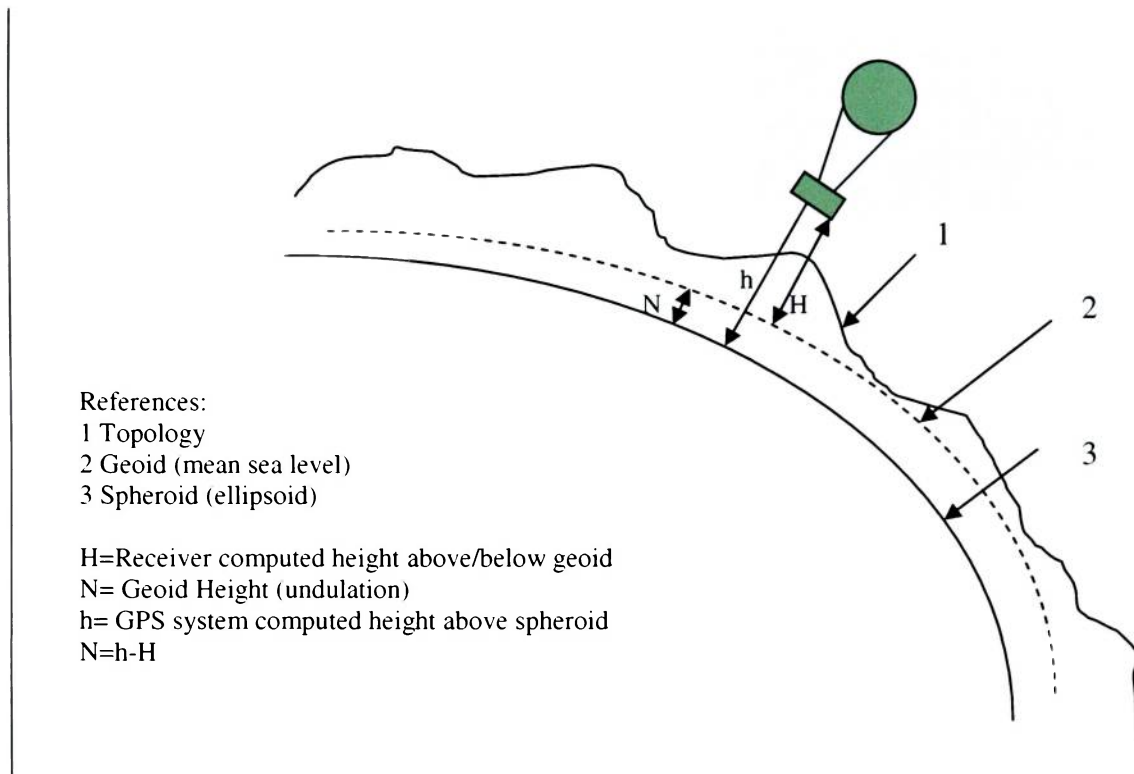 1
2
h
N
H
3
References:
1 Topology
2 Geoid (mean sea level)
3 Spheroid (ellipsoid)
H=Receiver computed height above/below geoid
N= Geoid Height (undulation)
h= GPS system computed height above spheroid
N=h-H